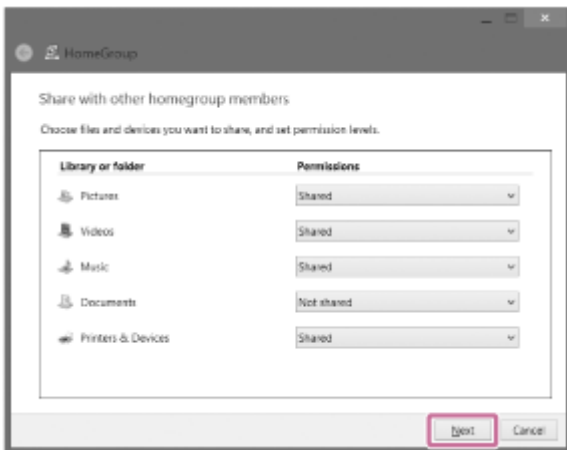 HomeGroup
Share with other homegroup members
Choose files and devices you want to share, and set permission levels.
Library or folder Permissions
Pictures Shared
Videos Shared
Music Shared
Documents Not shared
Printers & Devices Shared
Next Cancel